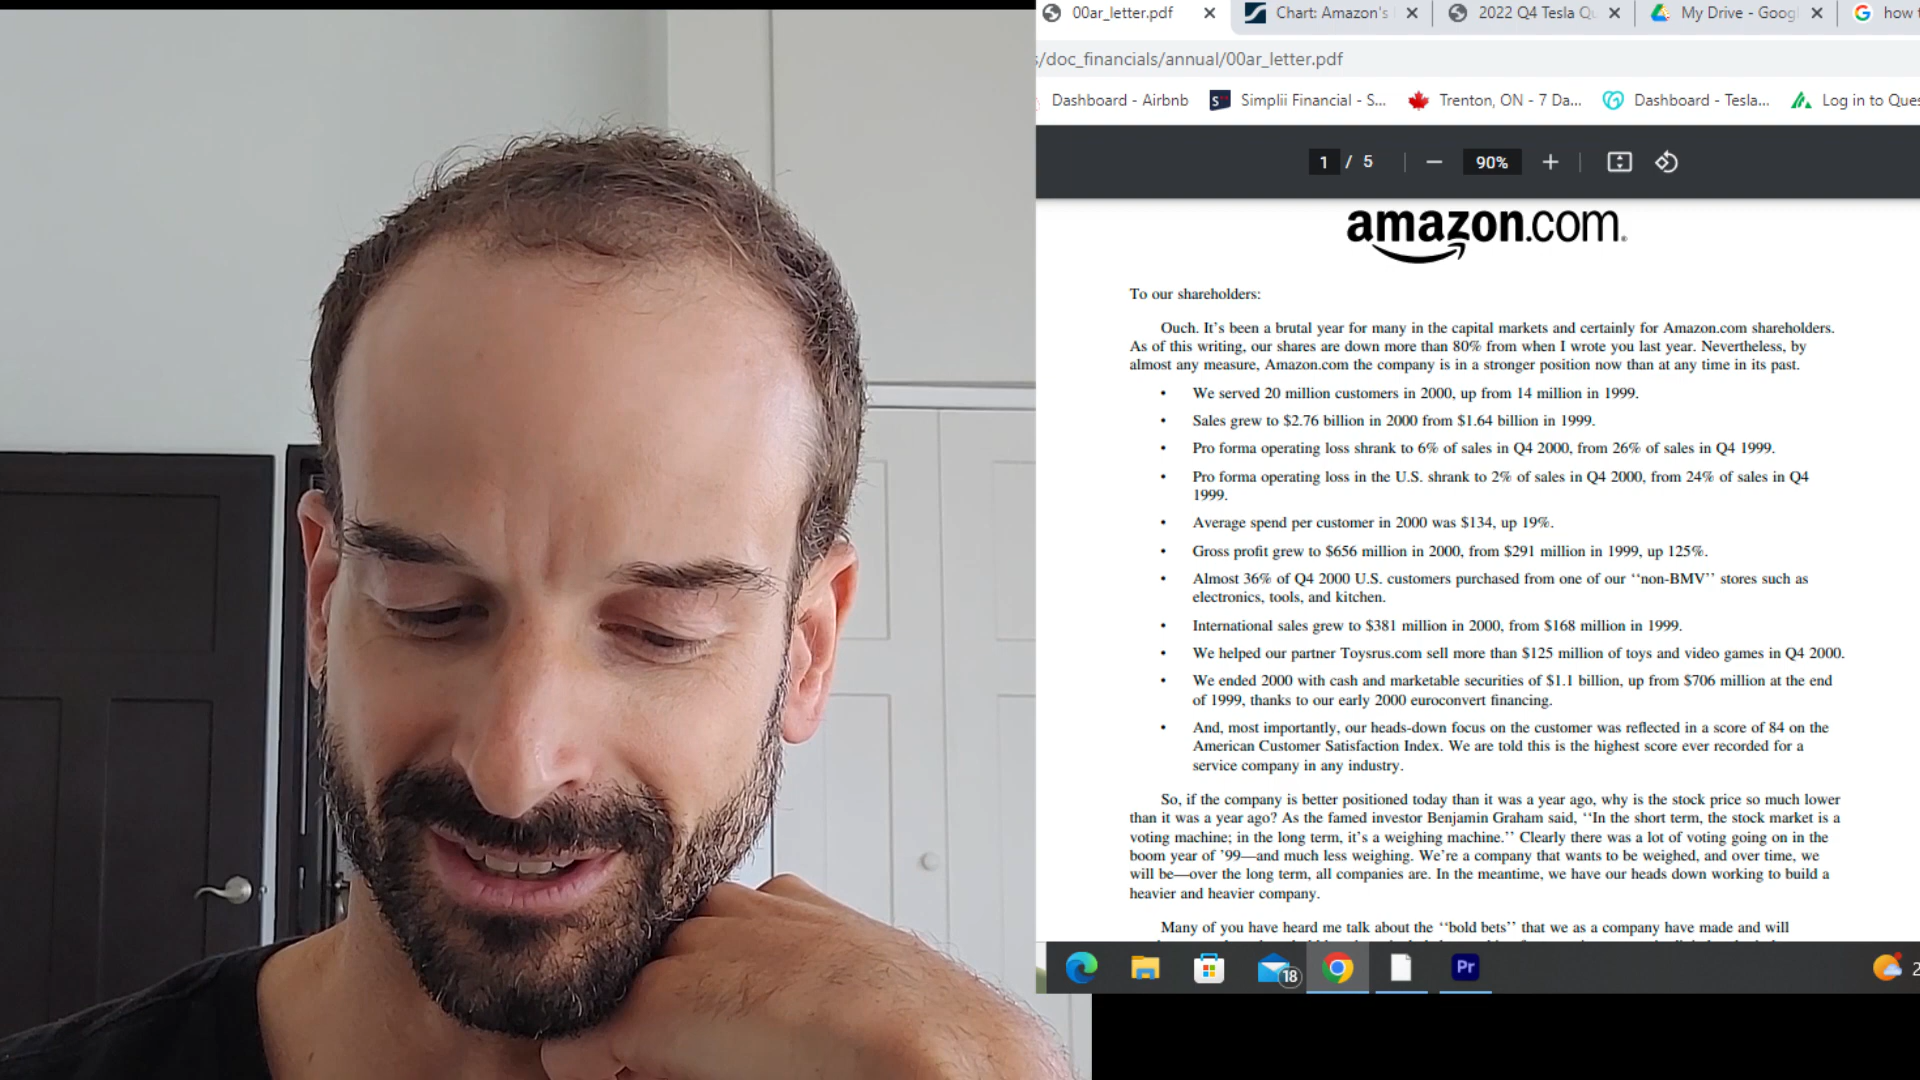 00ar_letter.pdf
Chart: Amazon's
2022 Q4 Tesla Qu
My Drive - Goog
how t
s/doc_financials/annual/00ar_letter.pdf
Dashboard - Airbnb
Simplii Financial - S...
Trenton, ON - 7 Da...
Dashboard - Tesla...
Log in to Ques
1 / 5
90%
amazon.com.
To our shareholders:
Ouch. It's been a brutal year for many in the capital markets and certainly for Amazon.com shareholders.
As of this writing, our shares are down more than 80% from when I wrote you last year. Nevertheless, by
almost any measure, Amazon.com the company is in a stronger position now than at any time in its past.
• We served 20 million customers in 2000, up from 14 million in 1999.
• Sales grew to $2.76 billion in 2000 from $1.64 billion in 1999.
• Pro forma operating loss shrank to 6% of sales in Q4 2000, from 26% of sales in Q4 1999.
• Pro forma operating loss in the U.S. shrank to 2% of sales in Q4 2000, from 24% of sales in Q4
1999.
• Average spend per customer in 2000 was $134, up 19%.
• Gross profit grew to $656 million in 2000, from $291 million in 1999, up 125%.
• Almost 36% of Q4 2000 U.S. customers purchased from one of our ‘‘non-BMV’’ stores such as
electronics, tools, and kitchen.
• International sales grew to $381 million in 2000, from $168 million in 1999.
• We helped our partner Toysrus.com sell more than $125 million of toys and video games in Q4 2000.
• We ended 2000 with cash and marketable securities of $1.1 billion, up from $706 million at the end
of 1999, thanks to our early 2000 euroconvert financing.
• And, most importantly, our heads-down focus on the customer was reflected in a score of 84 on the
American Customer Satisfaction Index. We are told this is the highest score ever recorded for a
service company in any industry.
So, if the company is better positioned today than it was a year ago, why is the stock price so much lower
than it was a year ago? As the famed investor Benjamin Graham said, ‘‘In the short term, the stock market is a
voting machine; in the long term, it's a weighing machine.’’ Clearly there was a lot of voting going on in the
boom year of ’99—and much less weighing. We're a company that wants to be weighed, and over time, we
will be—over the long term, all companies are. In the meantime, we have our heads down working to build a
heavier and heavier company.
Many of you have heard me talk about the ‘‘bold bets’’ that we as a company have made and will
18
Pr
2